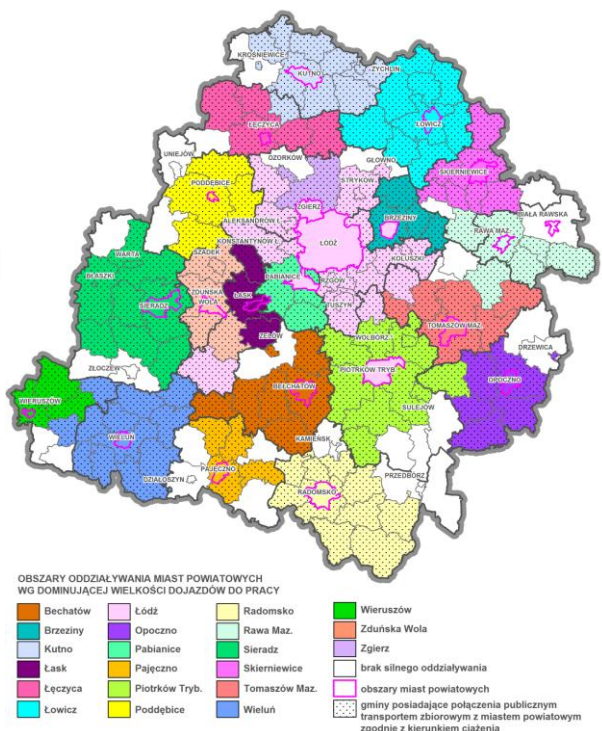 KROŚNIEWICE
KUTNO
ŻYCHLIN
ŁĘCZYCA
ŁOWICZ
UNIEJÓW
OZORKÓW
GŁOWNO
SKIERNIEWICE
PODDĘBICE
STRYKÓW
ZGIERZ
BRZEZINY
BIAŁA RAWSKA
ALEKSANDRÓW Ł.
RAWA MAZ.
WARTA
SZADEK
KONSTANTYNÓW Ł.
ŁÓDŹ
KOLUSZKI
BŁASZKI
PABIANICE
RZGÓW
SIERADZ
ZDUŃSKA
WOLA
ŁASK
TUSZYN
TOMASZÓW MAZ.
ZELÓW
WOLBÓRZ
DRZEWICA
ZŁOCZEW
PIOTRKÓW TRYB.
OPOCZNO
WIERUSZÓW
BEŁCHATÓW
SULEJÓW
WIELUŃ
KAMIEŃSK
DZIAŁOSZYN
PAJĘCZNO
PRZEDBÓRZ
RADOMSKO
OBSZARY ODDZIAŁYWANIA MIAST POWIATOWYCH
WG DOMINUJĄCEJ WIELKOŚCI DOJAZDÓW DO PRACY
Bechatów
Brzeziny
Kutno
Łask
Łęczyca
Łowicz
Łódź
Opoczno
Pabianice
Pajęczno
Piotrków Tryb.
Poddębice
Radomsko
Rawa Maz.
Sieradz
Skierniewice
Tomaszów Maz.
Wieluń
Wieruszów
Zduńska Wola
Zgierz
brak silnego oddziaływania
obszary miast powiatowych
gminy posiadające połączenia publicznym
transportem zbiorowym z miastem powiatowym
zgodnie z kierunkiem ciążenia